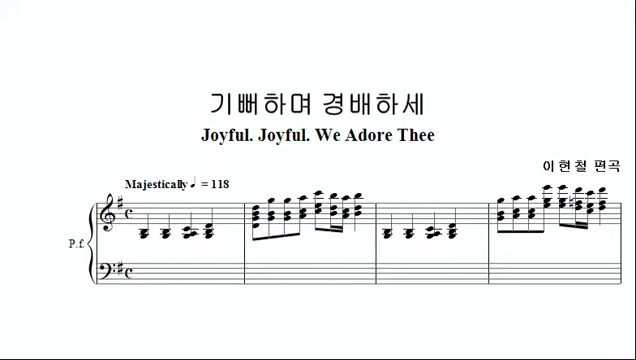 기뻐하며 경배하세
Joyful. Joyful. We Adore Thee
이현철 편곡
Majestically ♩ = 118
P.f.